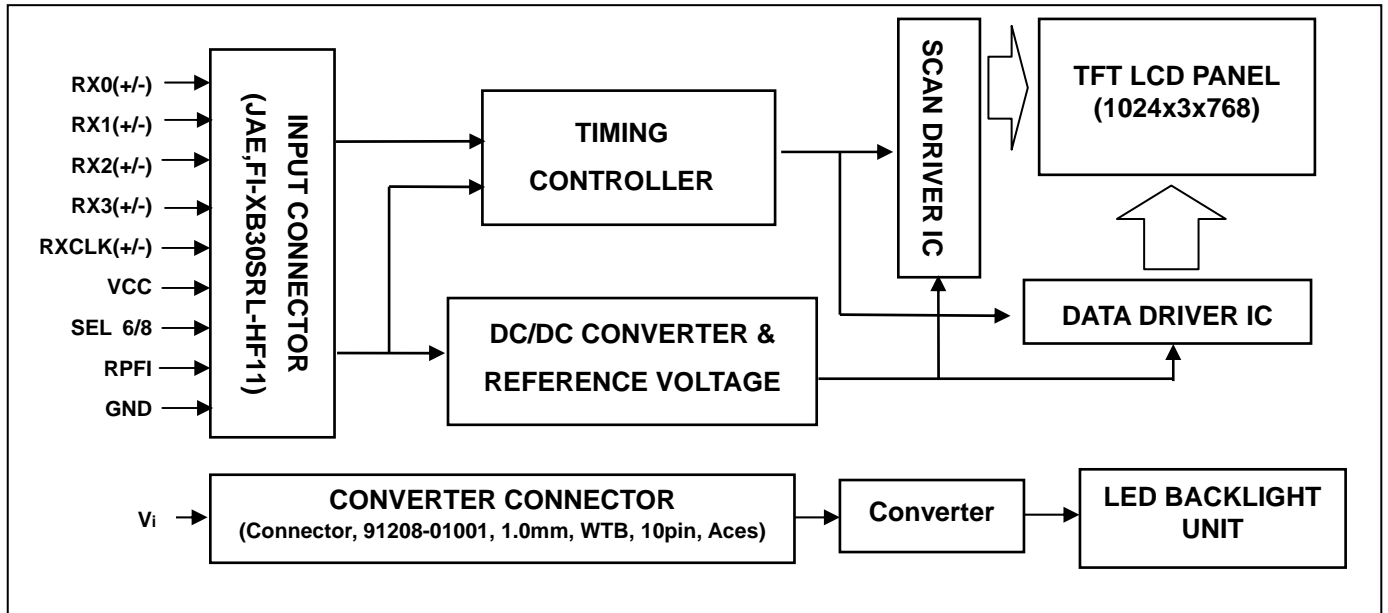 RX0(+/-)
RX1(+/-)
RX2(+/-)
RX3(+/-)
RXCLK(+/-)
VCC
SEL 6/8
RPFI
GND
INPUT CONNECTOR
(JAE,FI-XB30SRL-HF11)
TIMING
CONTROLLER
DC/DC CONVERTER &
REFERENCE VOLTAGE
SCAN DRIVER IC
TFT LCD PANEL
(1024x3x768)
DATA DRIVER IC
Vi
CONVERTER CONNECTOR
(Connector, 91208-01001, 1.0mm, WTB, 10pin, Aces)
Converter
LED BACKLIGHT
UNIT